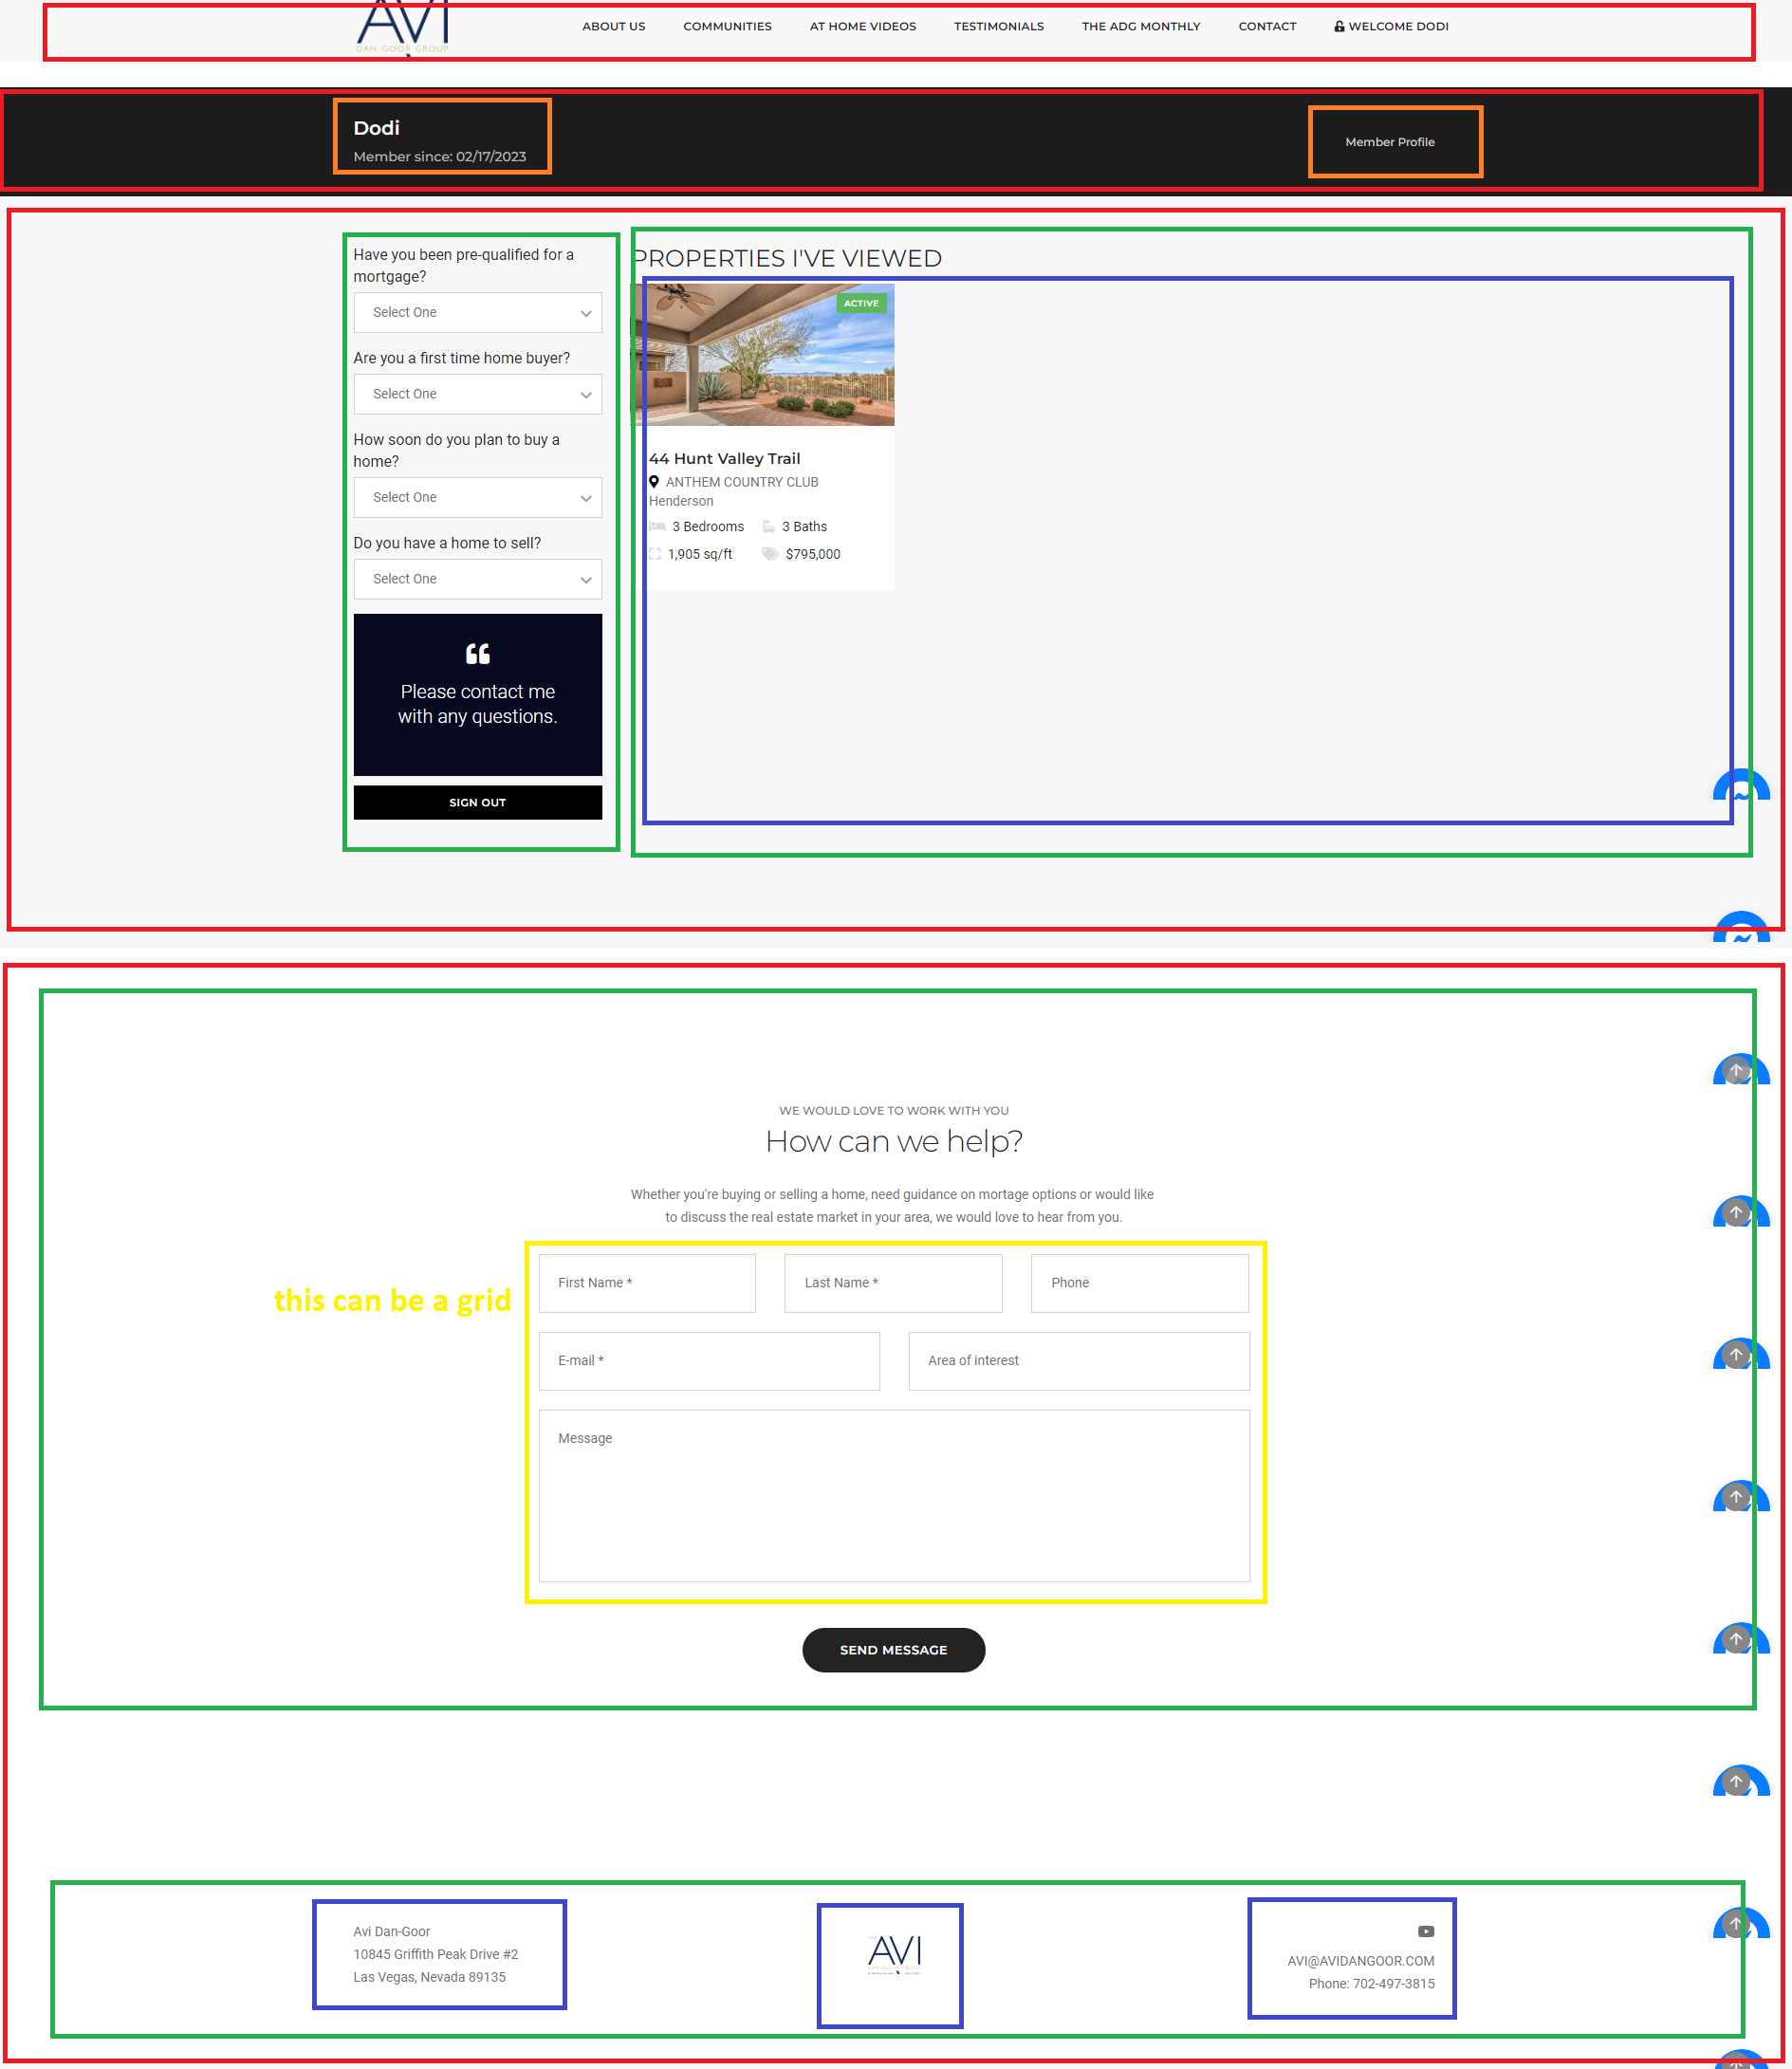 AVI
DAN-GOOR GROUP
ABOUT US
COMMUNITIES
AT HOME VIDEOS
TESTIMONIALS
THE ADG MONTHLY
CONTACT
WELCOME DODI
Dodi
Member since: 02/17/2023
Member Profile
Have you been pre-qualified for a
mortgage?
Select One
Are you a first time home buyer?
Select One
How soon do you plan to buy a
home?
Select One
Do you have a home to sell?
Select One
“
Please contact me
with any questions.
SIGN OUT
PROPERTIES I'VE VIEWED
ACTIVE
44 Hunt Valley Trail
ANTHEM COUNTRY CLUB
Henderson
3 Bedrooms
3 Baths
1,905 sq/ft
$795,000
WE WOULD LOVE TO WORK WITH YOU
How can we help?
Whether you're buying or selling a home, need guidance on mortage options or would like
to discuss the real estate market in your area, we would love to hear from you.
this can be a grid
First Name *
Last Name *
Phone
E-mail *
Area of interest
Message
SEND MESSAGE
Avi Dan-Goor
10845 Griffith Peak Drive #2
Las Vegas, Nevada 89135
AVI
DAN-GOOR GROUP
AVI@AVIDANGOOR.COM
Phone: 702-497-3815